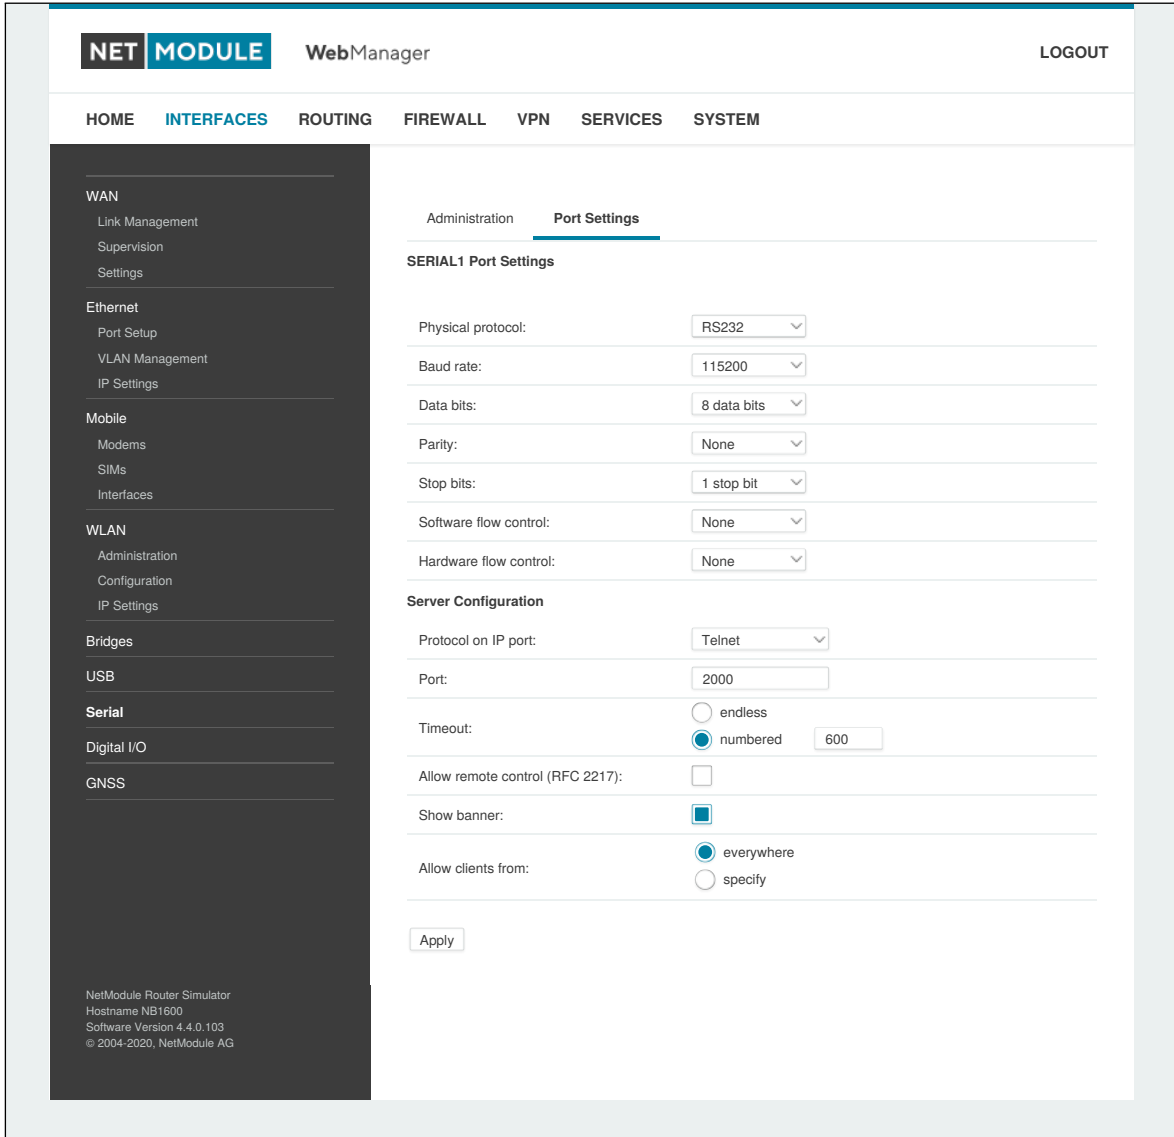 NET MODULE WebManager LOGOUT
HOME INTERFACES ROUTING FIREWALL VPN SERVICES SYSTEM
WAN
Link Management
Supervision
Settings
Ethernet
Port Setup
VLAN Management
IP Settings
Mobile
Modems
SIMs
Interfaces
WLAN
Administration
Configuration
IP Settings
Bridges
USB
Serial
Digital I/O
GNSS
NetModule Router Simulator
Hostname NB1600
Software Version 4.4.0.103
© 2004-2020, NetModule AG
Administration Port Settings
SERIAL1 Port Settings
Physical protocol: RS232
Baud rate: 115200
Data bits: 8 data bits
Parity: None
Stop bits: 1 stop bit
Software flow control: None
Hardware flow control: None
Server Configuration
Protocol on IP port: Telnet
Port: 2000
Timeout:
endless
numbered 600
Allow remote control (RFC 2217):
Show banner:
Allow clients from:
everywhere
specify
Apply